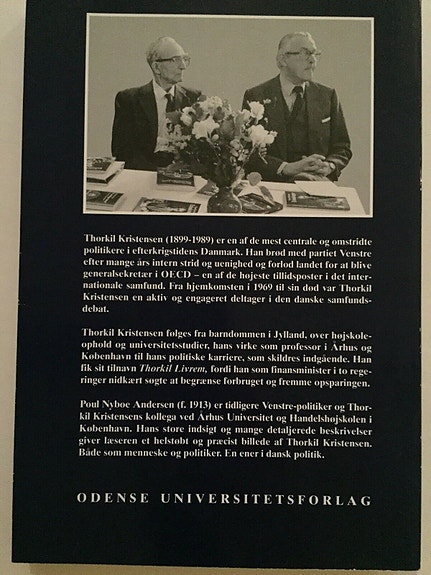 Thorkil Kristensen (1899-1989) er en af de mest centrale og omstridte
politikere i efterkrigstidens Danmark. Han brød med partiet Venstre
efter mange års intern strid og uenighed og forlod landet for at blive
generalsekretær i OECD – en af de højeste tillidsposter i det inter-
nationale samfund. Fra hjemkomsten i 1969 til sin død var Thorkil
Kristensen en aktiv og engageret deltager i den danske samfunds-
debat.
Thorkil Kristensen følges fra barndommen i Jylland, over højskole-
ophold og universitetsstudier, hans virke som professor i Århus og
København til hans politiske karriere, som skildres indgående. Han
fik sit tilnavn Thorkil Livrem, fordi han som finansminister i to rege-
ringer nidkært søgte at begrænse forbruget og fremme opsparingen.
Poul Nyboe Andersen (f. 1913) er tidligere Venstre-politiker og Thor-
kil Kristensens kollega ved Århus Universitet og Handelshøjskolen i
København. Hans store indsigt og mange detaljerede beskrivelser
giver læseren et helstøbt og præcist billede af Thorkil Kristensen.
Både som menneske og politiker. En ener i dansk politik.
ODENSE UNIVERSITETSFORLAG